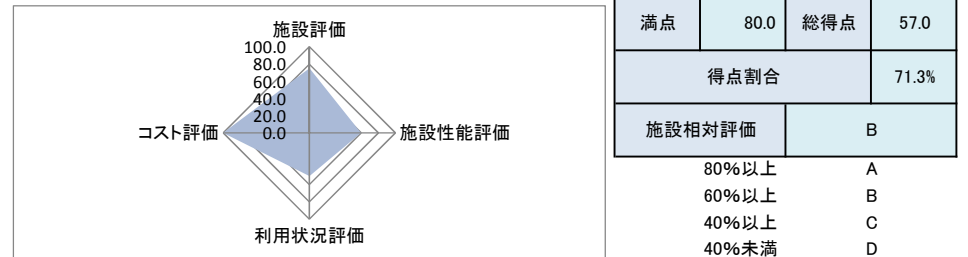 施設評価
100.0
80.0
60.0
40.0
20.0
0.0
コスト評価
施設性能評価
利用状況評価
満点 80.0 総得点 57.0
得点割合 71.3%
施設相対評価 B
80%以上 A
60%以上 B
40%以上 C
40%未満 D